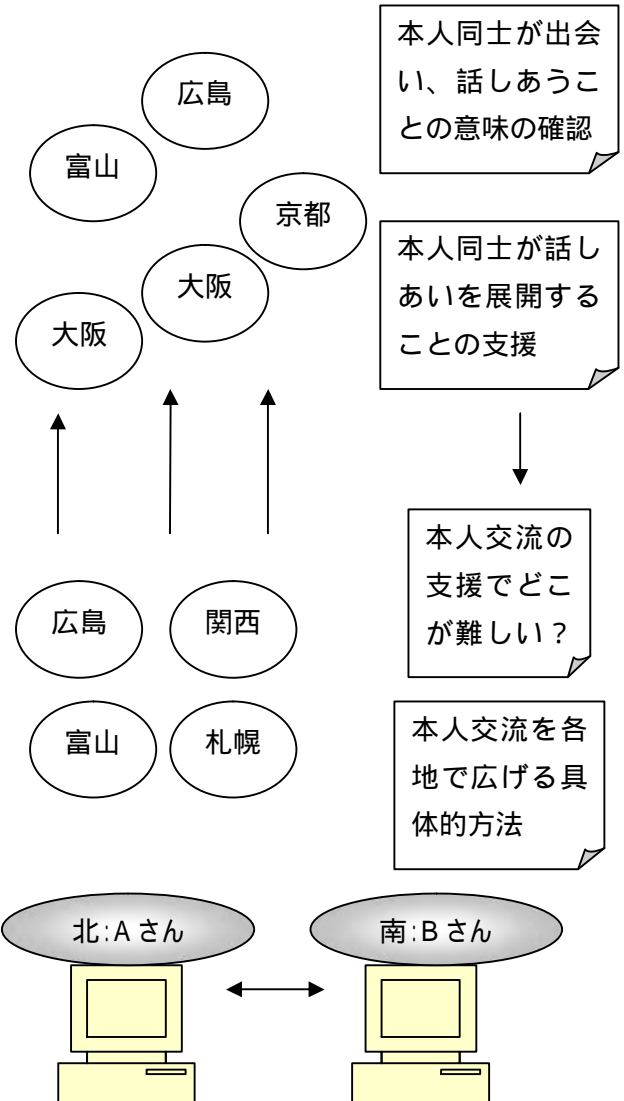 広島
富山
京都
大阪
大阪
本人同士が出会
い、話しあうこ
との意味の確認
本人同士が話し
あいを展開する
ことの支援
広島
関西
富山
札幌
本人交流の
支援でどこ
が難しい？
本人交流を各
地で広げる具
体的方法
北:Aさん
南:Bさん